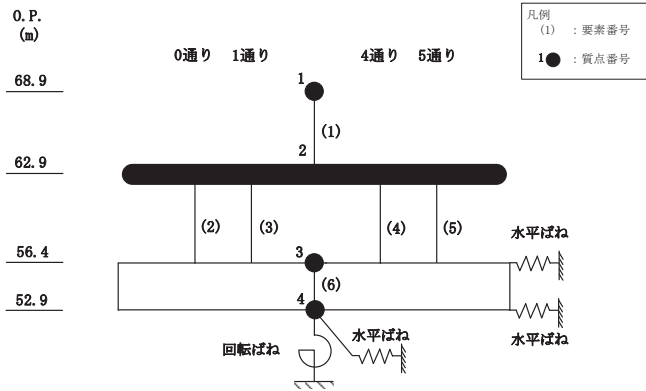 O.P.
(m)
凡例
(1) : 要素番号
1 : 質点番号
0通り 1通り 4通り 5通り
68.9
1
(1)
2
62.9
(2) (3) (4) (5)
水平ばね
56.4
3
(6)
52.9
4
水平ばね
水平ばね
回転ばね